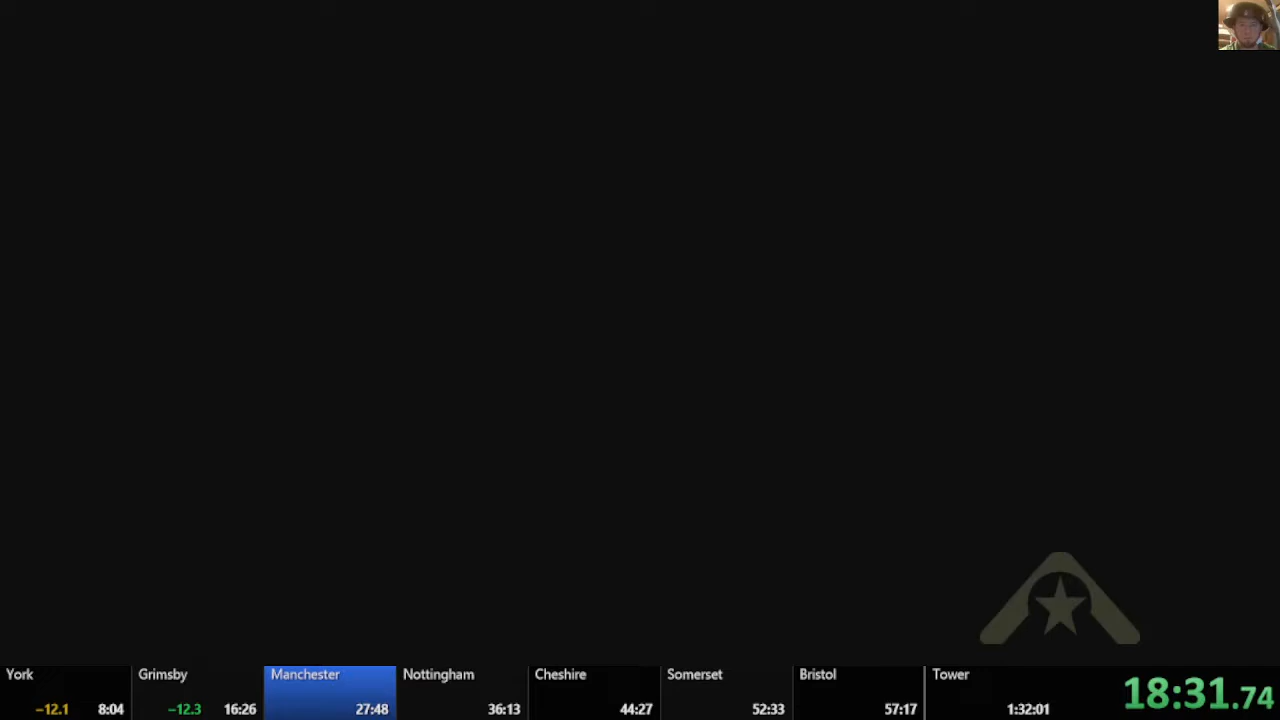 York
−12.1 8:04
Grimsby
−12.3 16:26
Manchester
27:48
Nottingham
36:13
Cheshire
44:27
Somerset
52:33
Bristol
57:17
Tower
1:32:01
18:31.74